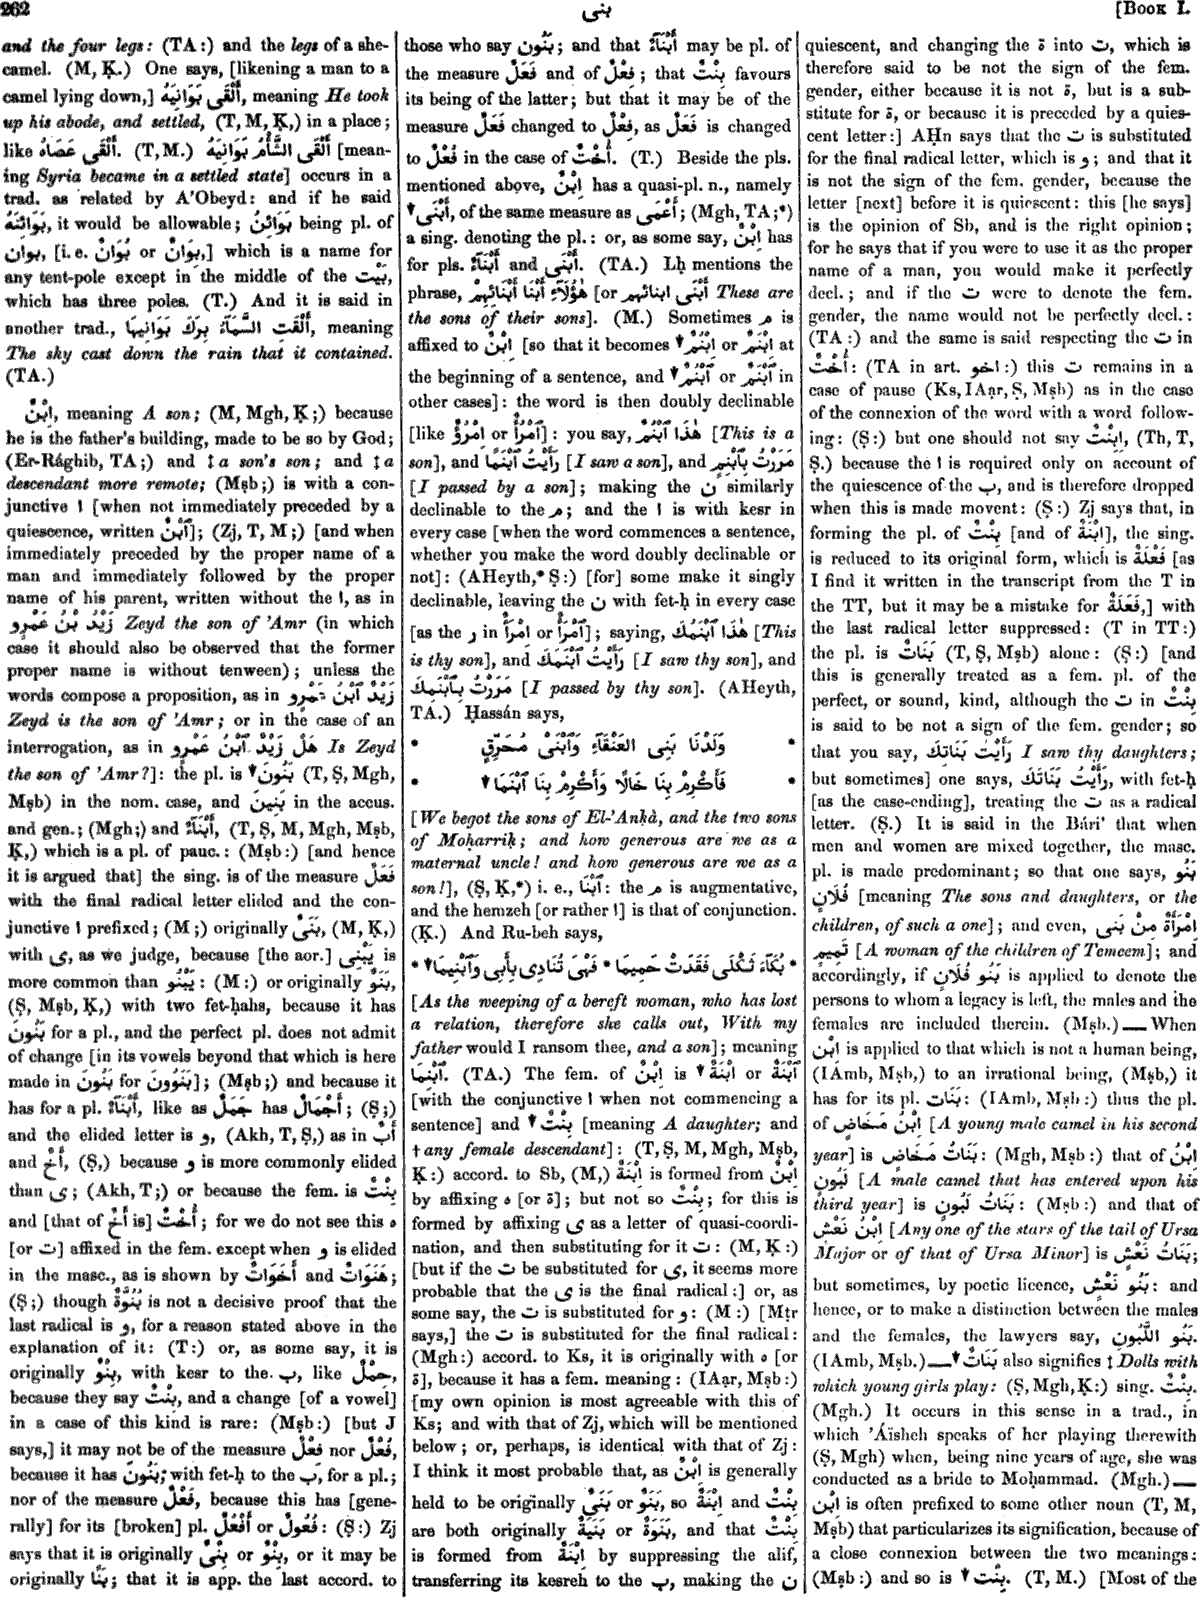 262
بنى
[BOOK I.
and the four legs: (TA:) and the legs of a she-
camel. (M, Ḳ.) One says, [likening a man to a
camel lying down,] أَلْقَى بَوَانِيَهُ, meaning He took
up his abode, and settled, (T, M, Ḳ,) in a place;
like أَلْقَى عَصَاهُ. (T, M.) أَلْقَى الشَّأْمُ بَوَانِيَهُ [mean-
ing Syria became in a settled state] occurs in a
trad. as related by A'Obeyd: and if he said
بَوَائِنَهُ, it would be allowable; بَوَائِنُ being pl. of
بوان, [i. e. بُوَانٌ or بِوَانٌ,] which is a name for
any tent-pole except in the middle of the بَيْت,
which has three poles. (T.) And it is said in
another trad., أَلْقَتِ السَّمَآءُ بَرْكَ بَوَانِيهَا, meaning
The sky cast down the rain that it contained.
(TA.)
اِبْنٌ, meaning A son; (M, Mgh, Ḳ;) because
he is the father's building, made to be so by God;
(Er-Rághib, TA;) and ‡ a son's son; and ‡ a
descendant more remote; (Mṣb;) is with a con-
junctive ا [when not immediately preceded by a
quiescence, written ٱبْنٌ]; (Zj, T, M;) [and when
immediately preceded by the proper name of a
man and immediately followed by the proper
name of his parent, written without the ا, as in
زَيْدُ بْنُ عَمْرٍو Zeyd the son of 'Amr (in which
case it should also be observed that the former
proper name is without tenween); unless the
words compose a proposition, as in زَيْدٌ ٱبْنُ عَمْرٍو
Zeyd is the son of 'Amr; or in the case of an
interrogation, as in هَلْ زَيْدٌ ٱبْنُ عَمْرٍو Is Zeyd
the son of 'Amr?]: the pl. is بَنُونَ (T, Ṣ, Mgh,
Mṣb) in the nom. case, and بَنِينَ in the accus.
and gen.; (Mgh;) and أَبْنَآءٌ, (T, Ṣ, M, Mgh, Mṣb,
Ḳ,) which is a pl. of pauc.: (Mṣb:) [and hence
it is argued that] the sing. is of the measure فَعَلٌ
with the final radical letter elided and the con-
junctive ا prefixed; (M;) originally بَنَىٌ, (M, Ḳ,)
with ى, as we judge, because [the aor.] يَبْنِى is
more common than يَبْنُو: (M:) or originally بَنَوٌ,
(Ṣ, Mṣb, Ḳ,) with two fet-ḥahs, because it has
بَنُونَ for a pl., and the perfect pl. does not admit
of change [in its vowels beyond that which is here
made in بَنُونَ for بَنَوُونَ]; (Mṣb;) and because it
has for a pl. أَبْنَآءٌ, like as جَمَلٌ has أَجْمَالٌ; (Ṣ;)
and the elided letter is و, (Akh, T, Ṣ,) as in أَبٌ
and أَخٌ, (Ṣ,) because و is more commonly elided
than ى; (Akh, T;) or because the fem. is بِنْتٌ
and [that of أَخٌ is] أُخْتٌ; for we do not see this ه
[or ت] affixed in the fem. except when و is elided
in the masc., as is shown by أَخَوَاتٌ and هَنَوَاتٌ;
(Ṣ;) though بُنُوَّةٌ is not a decisive proof that the
last radical is و, for a reason stated above in the
explanation of it: (T:) or, as some say, it is
originally بِنْوٌ, with kesr to the ب, like حِمْلٌ,
because they say بِنْتٌ, and a change [of a vowel]
in a case of this kind is rare: (Mṣb:) [but J
says,] it may not be of the measure فِعْلٌ nor فُعْلٌ,
because it has بَنُونَ, with fet-ḥ to the ب, for a pl.;
nor of the measure فَعْلٌ, because this has [gene-
rally] for its [broken] pl. أَفْعُلٌ or فُعُولٌ: (Ṣ:) Zj
says that it is originally بِنْىٌ or بِنْوٌ, or it may be
originally بَنًا; that it is app. the last accord. to
those who say بَنُونَ; and that أَبْنَآءٌ may be pl. of
the measure فَعَلٌ and of فِعْلٌ; that بِنْتٌ favours
its being of the latter; but that it may be of the
measure فَعَلٌ changed to فِعْلٌ, as فَعَلٌ is changed
to فُعْلٌ in the case of أُخْتٌ. (T.) Beside the pls.
mentioned above, اِبْنٌ has a quasi-pl. n., namely
أَبْنَى, of the same measure as أَعْمَى; (Mgh, TA;*)
a sing. denoting the pl.: or, as some say, اِبْنٌ has
for pls. أَبْنَآءٌ and أَبْنَى. (TA.) Lḥ mentions the
phrase, هٰؤُلَآءِ أَبْنَا أَبْنَائِهِمْ [or أَبْنَى ابنائهم These are
the sons of their sons]. (M.) Sometimes م is
affixed to اِبْنٌ [so that it becomes اِبْنُمٌ or اِبْنَمٌ at
the beginning of a sentence, and ٱبْنُمٌ or ٱبْنَمٌ in
other cases]: the word is then doubly declinable
[like اِمْرُؤٌ or ٱمْرُؤٌ]: you say, هٰذَا ٱبْنُمٌ [This is a
son], and رَأَيْتُ ٱبْنَمًا [I saw a son], and مَرَرْتُ بِٱبْنِمٍ
[I passed by a son]; making the ن similarly
declinable to the م; and the ا is with kesr in
every case [when the word commences a sentence,
whether you make the word doubly declinable or
not]: (AHeyth,* Ṣ:) [for] some make it singly
declinable, leaving the ن with fet-ḥ in every case
[as the ر in اِمْرَأٌ or ٱمْرَأٌ]; saying, هٰذَا ٱبْنَمُكَ [This
is thy son], and رَأَيْتُ ٱبْنَمَكَ [I saw thy son], and
مَرَرْتُ بِٱبْنَمِكَ [I passed by thy son]. (AHeyth,
TA.) Ḥassán says,
* وَلَدْنَا بَنِى العَنْقَآءِ وَٱبْنَىْ مُحَرِّقٍ *
* فَأَكْرِمْ بِنَا خَالًا وَأَكْرِمْ بِنَا ٱبْنَمَا *
[We begot the sons of El-'Anḳà, and the two sons
of Moḥarriḳ; and how generous are we as a
maternal uncle! and how generous are we as a
son!], (Ṣ, Ḳ,*) i. e., اِبْنَا: the م is augmentative,
and the hemzeh [or rather ا] is that of conjunction.
(Ḳ.) And Ru-beh says,
* بُكَآءَ ثَكْلَى فَقَدَتْ حَمِيمَا * فَهْىَ تُنَادِى بِأَبِى وَٱبْنِيمَا *
[As the weeping of a bereft woman, who has lost
a relation, therefore she calls out, With my
father would I ransom thee, and a son]; meaning
ٱبْنِمَا. (TA.) The fem. of اِبْنٌ is اِبْنَةٌ or ٱبْنَةٌ
[with the conjunctive ا when not commencing a
sentence] and بِنْتٌ [meaning A daughter; and
† any female descendant]: (T, Ṣ, M, Mgh, Mṣb,
Ḳ:) accord. to Sb, (M,) اِبْنَةٌ is formed from اِبْنٌ
by affixing ه [or ة]; but not so بِنْتٌ; for this is
formed by affixing ى as a letter of quasi-coordi-
nation, and then substituting for it ت: (M, Ḳ:)
[but if the ت be substituted for ى, it seems more
probable that the ى is the final radical:] or, as
some say, the ت is substituted for و: (M:) [Mṭr
says,] the ت is substituted for the final radical:
(Mgh:) accord. to Ks, it is originally with ه [or
ة], because it has a fem. meaning: (IAạr, Mṣb:)
[my own opinion is most agreeable with this of
Ks; and with that of Zj, which will be mentioned
below; or, perhaps, is identical with that of Zj:
I think it most probable that, as اِبْنٌ is generally
held to be originally بَنَىٌ or بَنَوٌ, so اِبْنَةٌ and بِنْتٌ
are both originally بَنَيَةٌ or بَنَوَةٌ, and that بِنْتٌ
is formed from اِبْنَةٌ by suppressing the alif,
transferring its kesreh to the ب, making the ن
quiescent, and changing the ة into ت, which is
therefore said to be not the sign of the fem.
gender, either because it is not ة, but is a sub-
stitute for ة, or because it is preceded by a quies-
cent letter:] AḤn says that the ت is substituted
for the final radical letter, which is و; and that it
is not the sign of the fem. gender, because the
letter [next] before it is quiescent: this [he says]
is the opinion of Sb, and is the right opinion;
for he says that if you were to use it as the proper
name of a man, you would make it perfectly
decl.; and if the ت were to denote the fem.
gender, the name would not be perfectly decl.:
(TA:) and the same is said respecting the ت in
أُخْتٌ: (TA in art. اخو:) this ت remains in a
case of pause (Ks, IAạr, Ṣ, Mṣb) as in the case
of the connexion of the word with a word follow-
ing: (Ṣ:) but one should not say اِبْنْتٌ, (Th, T,
Ṣ.) because the ا is required only on account of
the quiescence of the ب, and is therefore dropped
when this is made movent: (Ṣ:) Zj says that, in
forming the pl. of بِنْتٌ [and of اِبْنَةٌ], the sing.
is reduced to its original form, which is فَعْلَةٌ [as
I find it written in the transcript from the T in
the TT, but it may be a mistake for فَعَلَةٌ,] with
the last radical letter suppressed: (T in TT:)
the pl. is بَنَاتٌ (T, Ṣ, Mṣb) alone: (Ṣ:) [and
this is generally treated as a fem. pl. of the
perfect, or sound, kind, although the ت in بِنْتٌ
is said to be not a sign of the fem. gender; so
that you say, رَأَيْتُ بَنَاتِكَ I saw thy daughters;
but sometimes] one says, رَأَيْتُ بَنَاتَكَ, with fet-ḥ
[as the case-ending], treating the ت as a radical
letter. (Ṣ.) It is said in the Bári' that when
men and women are mixed together, the masc.
pl. is made predominant; so that one says, بَنُو
فُلَانٍ [meaning The sons and daughters, or the
children, of such a one]; and even, اِمْرَأَةٌ مِنْ بَنِى
تَمِيمٍ [A woman of the children of Temeem]; and
accordingly, if بَنُو فُلَانٍ is applied to denote the
persons to whom a legacy is left, the males and the
females are included therein. (Mṣb.) — When
ابن is applied to that which is not a human being,
(IAmb, Mṣb,) to an irrational being, (Mṣb,) it
has for its pl. بَنَات: (IAmb, Mṣb:) thus the pl.
of اِبْنُ مَخَاضٍ [A young male camel in his second
year] is بَنَاتُ مَخَاضٍ: (Mgh, Mṣb:) that of اِبْنُ
لَبُونٍ [A male camel that has entered upon his
third year] is بَنَاتُ لَبُونٍ: (Mṣb:) and that of
اِبْنُ نَعْشٍ [Any one of the stars of the tail of Ursa
Major or of that of Ursa Minor] is بَنَاتُ نَعْشٍ;
but sometimes, by poetic licence, بَنُو نَعْشٍ: and
hence, or to make a distinction between the males
and the females, the lawyers say, بَنُو اللَّبُونِ.
(IAmb, Mṣb.) — بَنَاتٌ also signifies ‡ Dolls with
which young girls play: (Ṣ, Mgh, Ḳ:) sing. بِنْتٌ.
(Mgh.) It occurs in this sense in a trad., in
which 'Áïsheh speaks of her playing therewith
(Ṣ, Mgh) when, being nine years of age, she was
conducted as a bride to Moḥammad. (Mgh.) —
ابن is often prefixed to some other noun (T, M,
Mṣb) that particularizes its signification, because of
a close connexion between the two meanings:
(Mṣb:) and so is بِنْت. (T, M.) [Most of the